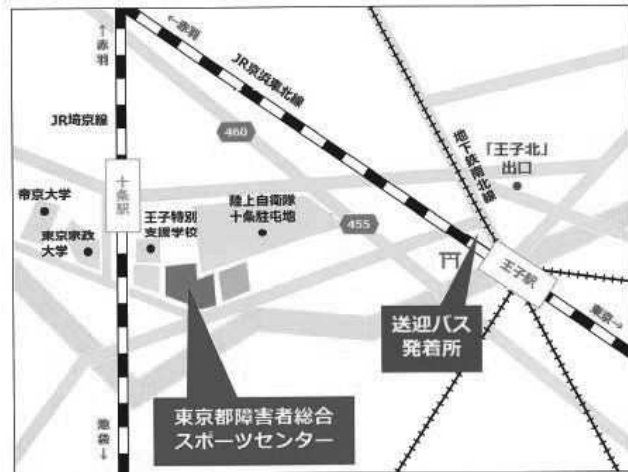 ←赤羽
←赤羽
JR京浜東北線
JR埼京線
460
地下鉄南北線
「王子北」
出口
十条駅
帝京大学
東京家政
大学
王子特別
支援学校
陸上自衛隊
十条駐屯地
455
王子駅
送迎バス
発着所
東京→
東京都障害者総合
スポーツセンター
池袋→